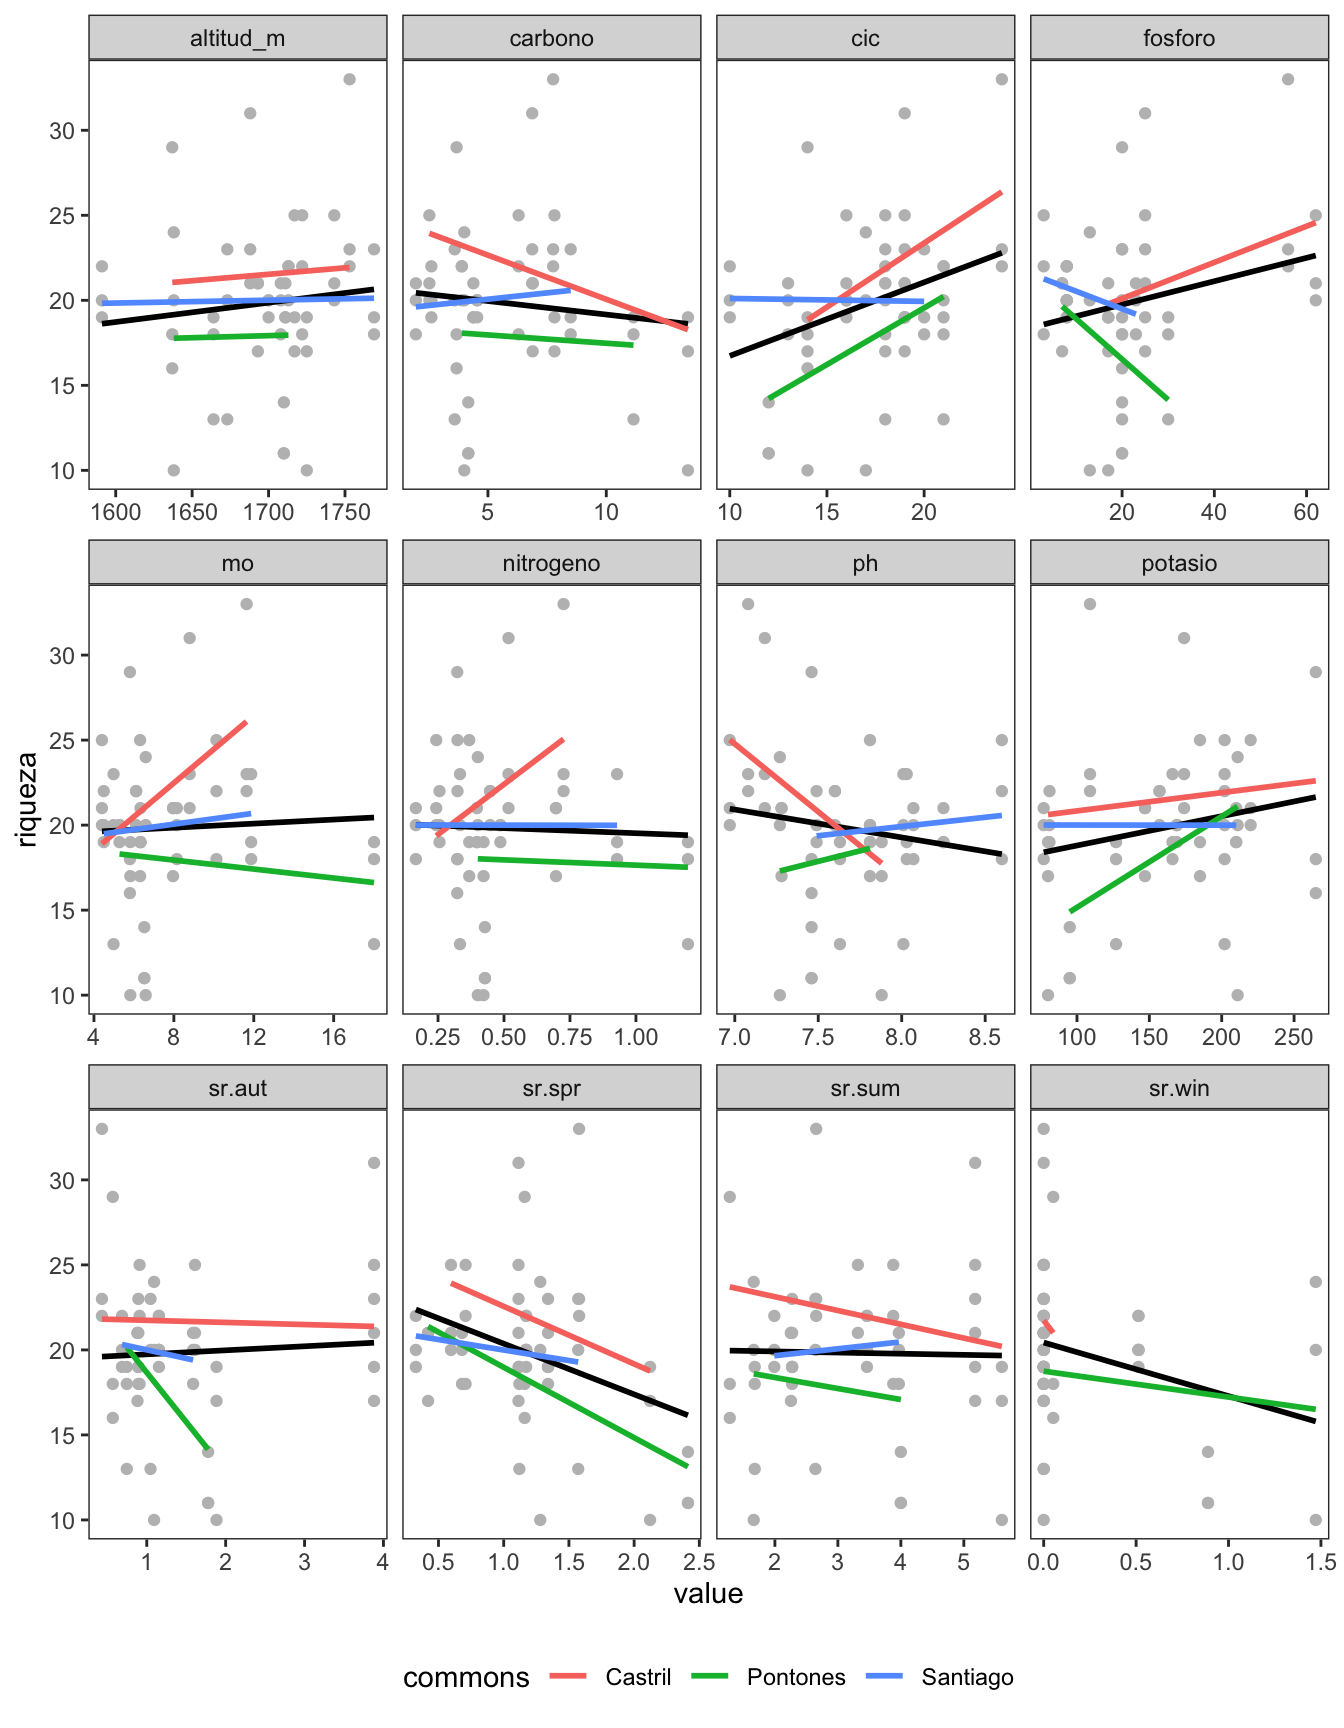 altitud_m carbono cic fosforo
30
25
20
15
10
1600 1650 1700 1750 5 10 10 15 20 20 40 60
mo nitrogeno ph potasio
30
25
20
15
10
4 8 12 16 0.25 0.50 0.75 1.00 7.0 7.5 8.0 8.5 100 150 200 250
riqueza
sr.aut sr.spr sr.sum sr.win
30
25
20
15
10
1 2 3 4 0.5 1.0 1.5 2.0 2.5 2 3 4 5 0.0 0.5 1.0 1.5
value
commons Castril Pontones Santiago